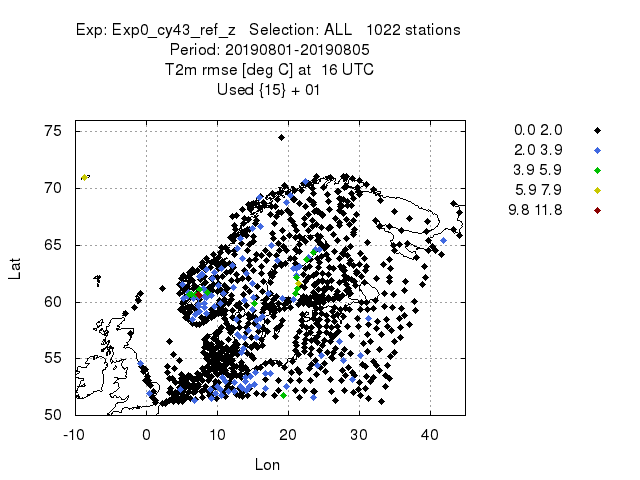 Exp: Exp0_cy43_ref_z   Selection: ALL   1022 stations
Period: 20190801-20190805
T2m rmse [deg C] at  16 UTC
Used {15} + 01
0.0 2.0
2.0 3.9
3.9 5.9
5.9 7.9
9.8 11.8
75
70
65
60
55
50
Lat
-10 0 10 20 30 40
Lon